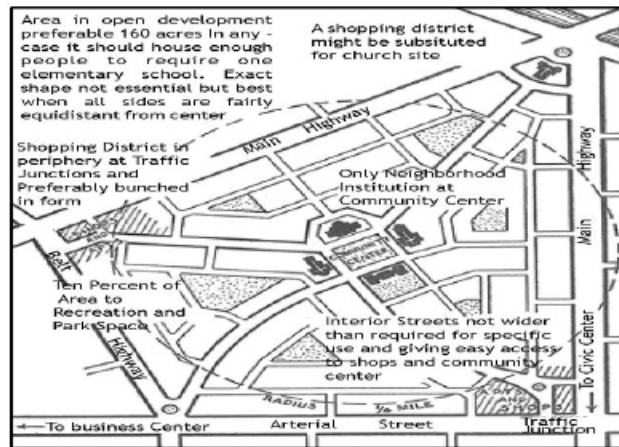 Area in open development
preferable 160 acres In any -
case it should house enough
people to require one
elementary school. Exact
shape not essential but best
when all sides are fairly
equidistant from center
A shopping district
might be subsituted
for church site
Main Highway
Shopping District in
periphery at Traffic
Junctions and
Preferably bunched
in form
Only Neighborhood
Institution at
Community Center
Main Highway
COMMUNITY
CENTER
Belt Highway
Ten Percent of
Area to
Recreation and
Park Space
Interior Streets not wider
than required for specific
use and giving easy access
to shops and community
center
To Civic Center
RADIUS
AND
SHOPS
Traffic
Junction
To business Center
Arterial Street